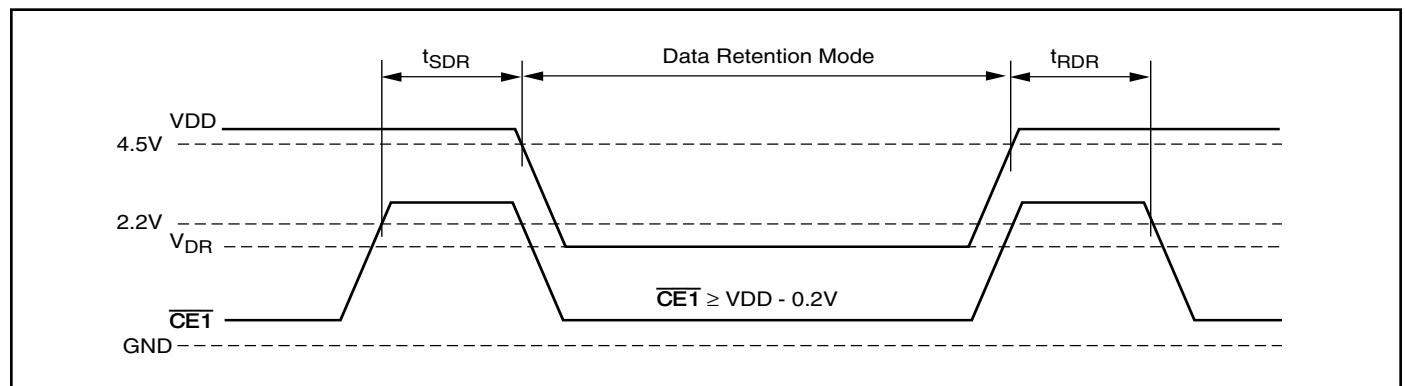 tSDR
Data Retention Mode
tRDR
VDD
4.5V
2.2V
VDR
CE1 ≥ VDD - 0.2V
CE1
GND